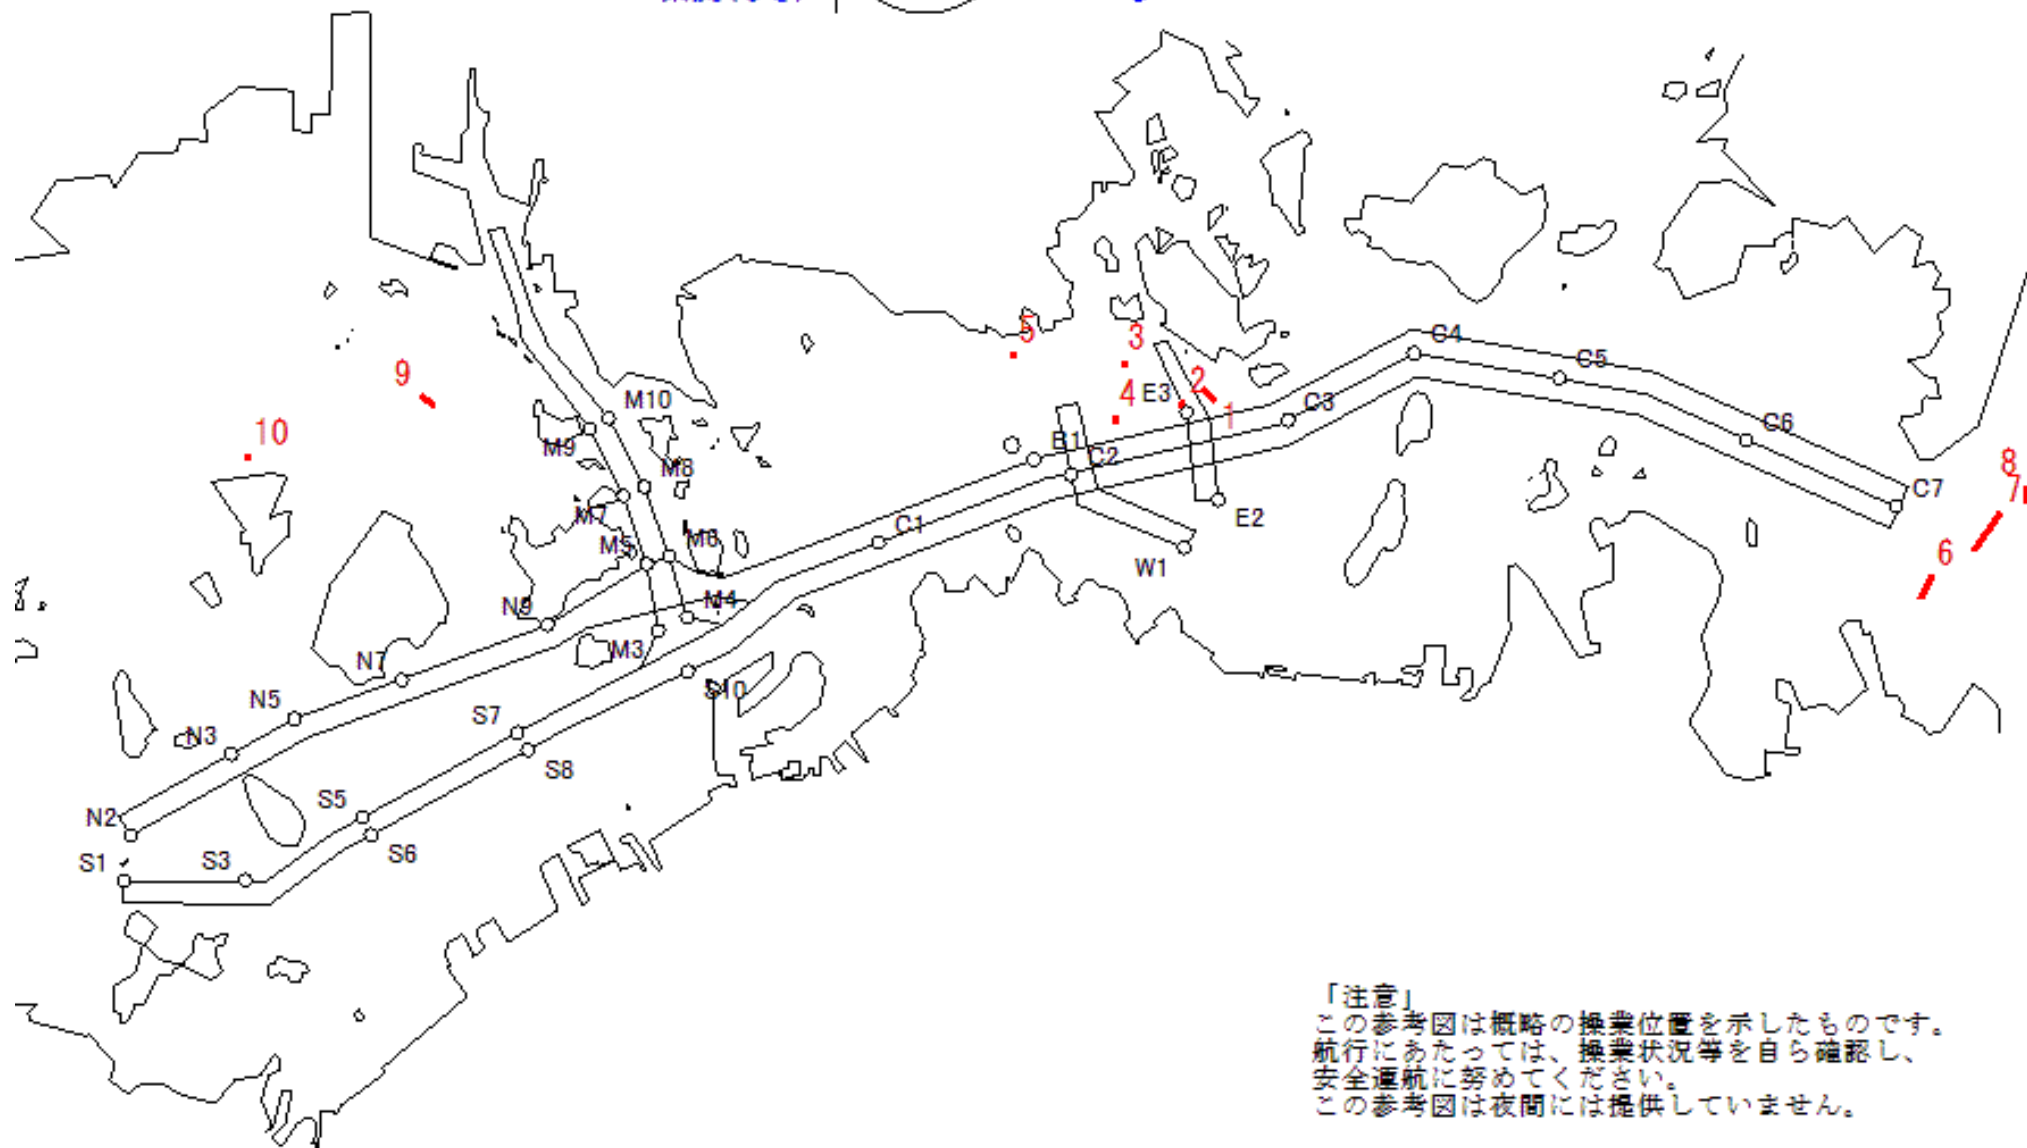 5
3
C4
C5
9
2
4
E3
1
C3
M10
C6
10
M9
B1
C2
8
M8
7
C7
M7
E2
C1
M5
M6
6
W1
N9
M4
M3
N7
S10
N5
S7
N3
S8
S5
N2
S6
S1
S3
「注意」
この参考図は概略の操業位置を示したものです。
航行にあたっては、操業状況等を自ら確認し、
安全運航に努めてください。
この参考図は夜間には提供していません。